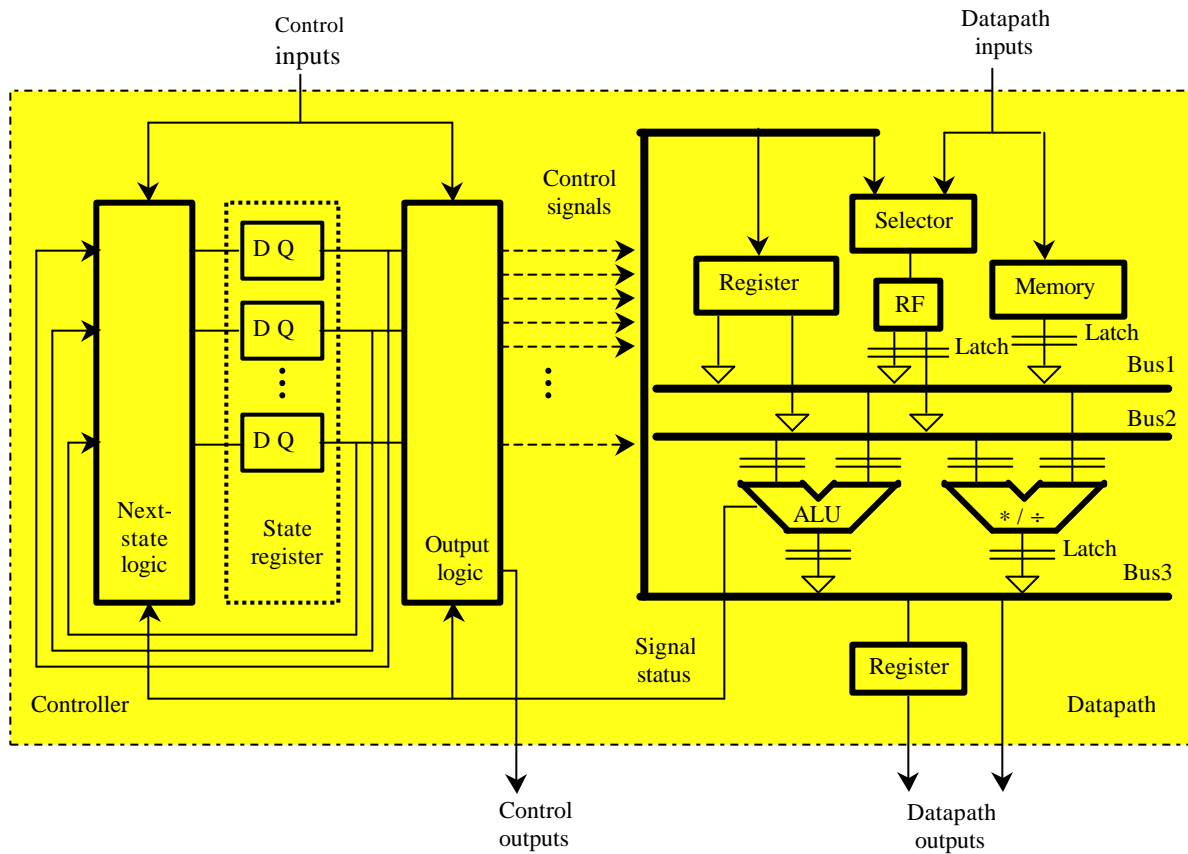 Control
inputs
Datapath
inputs
Control
signals
Selector
D Q
Register
RF
Memory
D Q
Latch
Latch
Bus1
Bus2
D Q
Next-
state
logic
State
register
Output
logic
ALU
* / ÷
Latch
Bus3
Signal
status
Register
Controller
Datapath
Control
outputs
Datapath
outputs